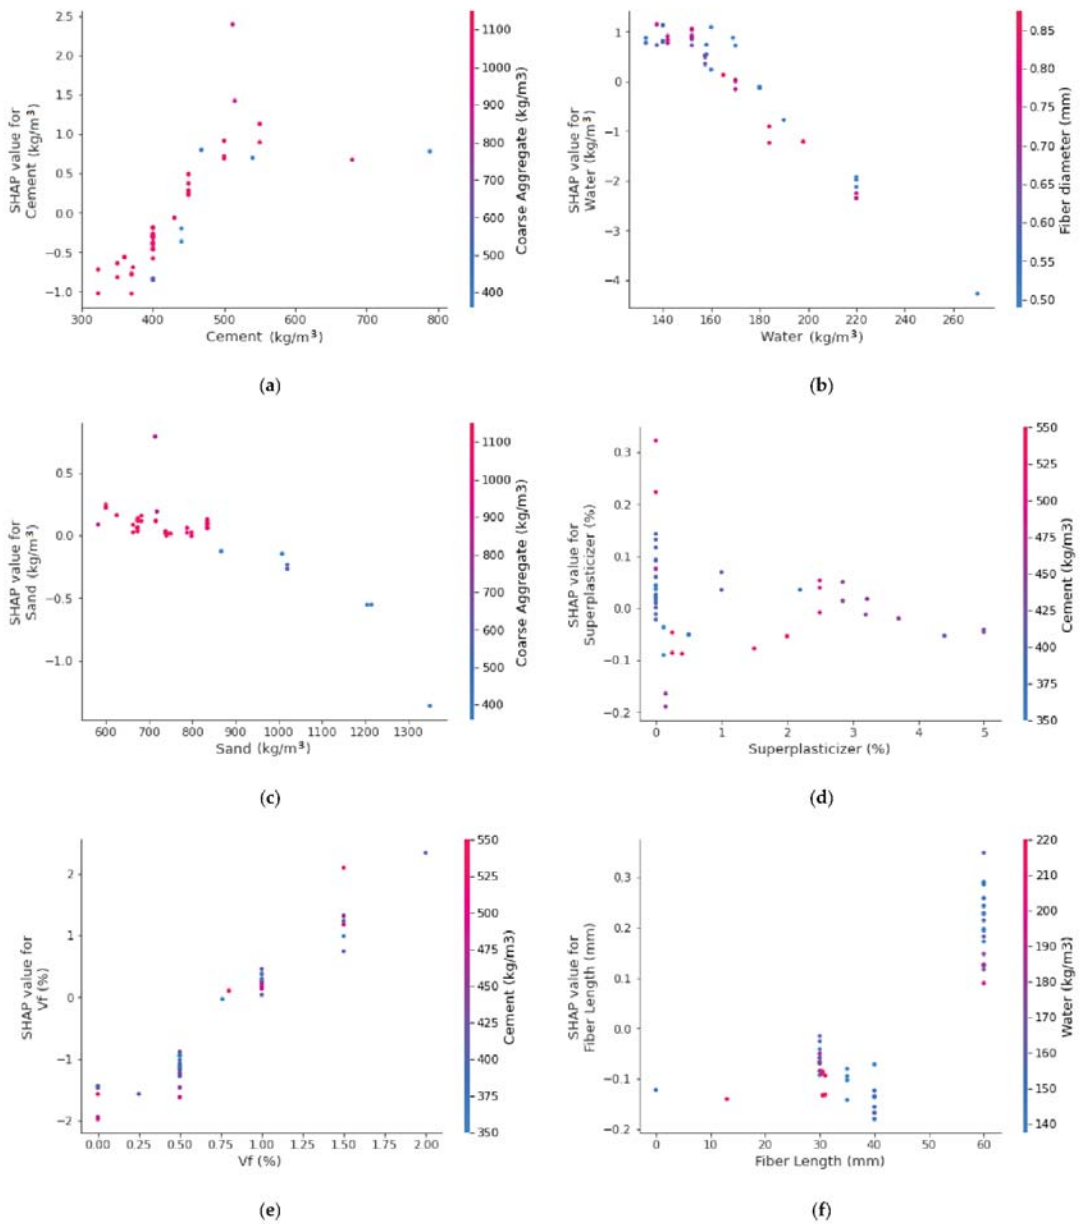 2.5
2.0
1.5
1.0
0.5
0.0
−0.5
−1.0
SHAP value for
Cement (kg/m³)
300 400 500 600 700 800
Cement (kg/m³)
1100
1000
900
800
700
600
500
400
Coarse Aggregate (kg/m3)
(a)
1
0
−1
−2
−3
−4
SHAP value for
Water (kg/m³)
140 160 180 200 220 240 260
Water (kg/m³)
0.85
0.80
0.75
0.70
0.65
0.60
0.55
0.50
Fiber diameter (mm)
(b)
0.5
0.0
−0.5
−1.0
SHAP value for
Sand (kg/m³)
600 700 800 900 1000 1100 1200 1300
Sand (kg/m³)
1100
1000
900
800
700
600
500
400
Coarse Aggregate (kg/m3)
(c)
0.3
0.2
0.1
0.0
−0.1
−0.2
SHAP value for
Superplasticizer (%)
0 1 2 3 4 5
Superplasticizer (%)
550
525
500
475
450
425
400
375
350
Cement (kg/m3)
(d)
2
1
0
−1
−2
SHAP value for
Vf (%)
0.00 0.25 0.50 0.75 1.00 1.25 1.50 1.75 2.00
Vf (%)
550
525
500
475
450
425
400
375
350
Cement (kg/m3)
(e)
0.3
0.2
0.1
0.0
−0.1
−0.2
SHAP value for
Fiber Length (mm)
0 10 20 30 40 50 60
Fiber Length (mm)
220
210
200
190
180
170
160
150
140
Water (kg/m3)
(f)